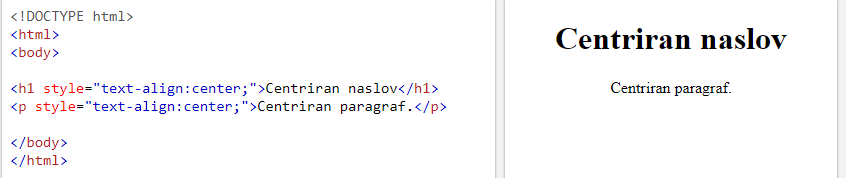 <!DOCTYPE html>
<html>
<body>
<h1 style="text-align:center;">Centriran naslov</h1>
<p style="text-align:center;">Centriran paragraf.</p>
</body>
</html>
Centriran naslov
Centriran paragraf.